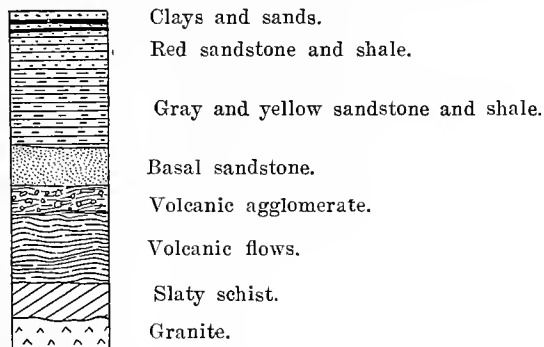 Clays and sands.
Red sandstone and shale.
Gray and yellow sandstone and shale.
Basal sandstone.
Volcanic agglomerate.
Volcanic flows.
Slaty schist.
Granite.